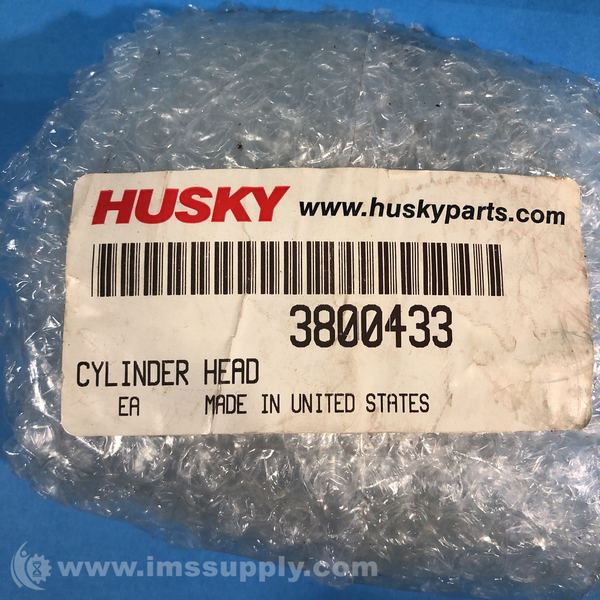 HUSKY www.huskyparts.com
3800433
CYLINDER HEAD
EA MADE IN UNITED STATES
www.imssupply.com